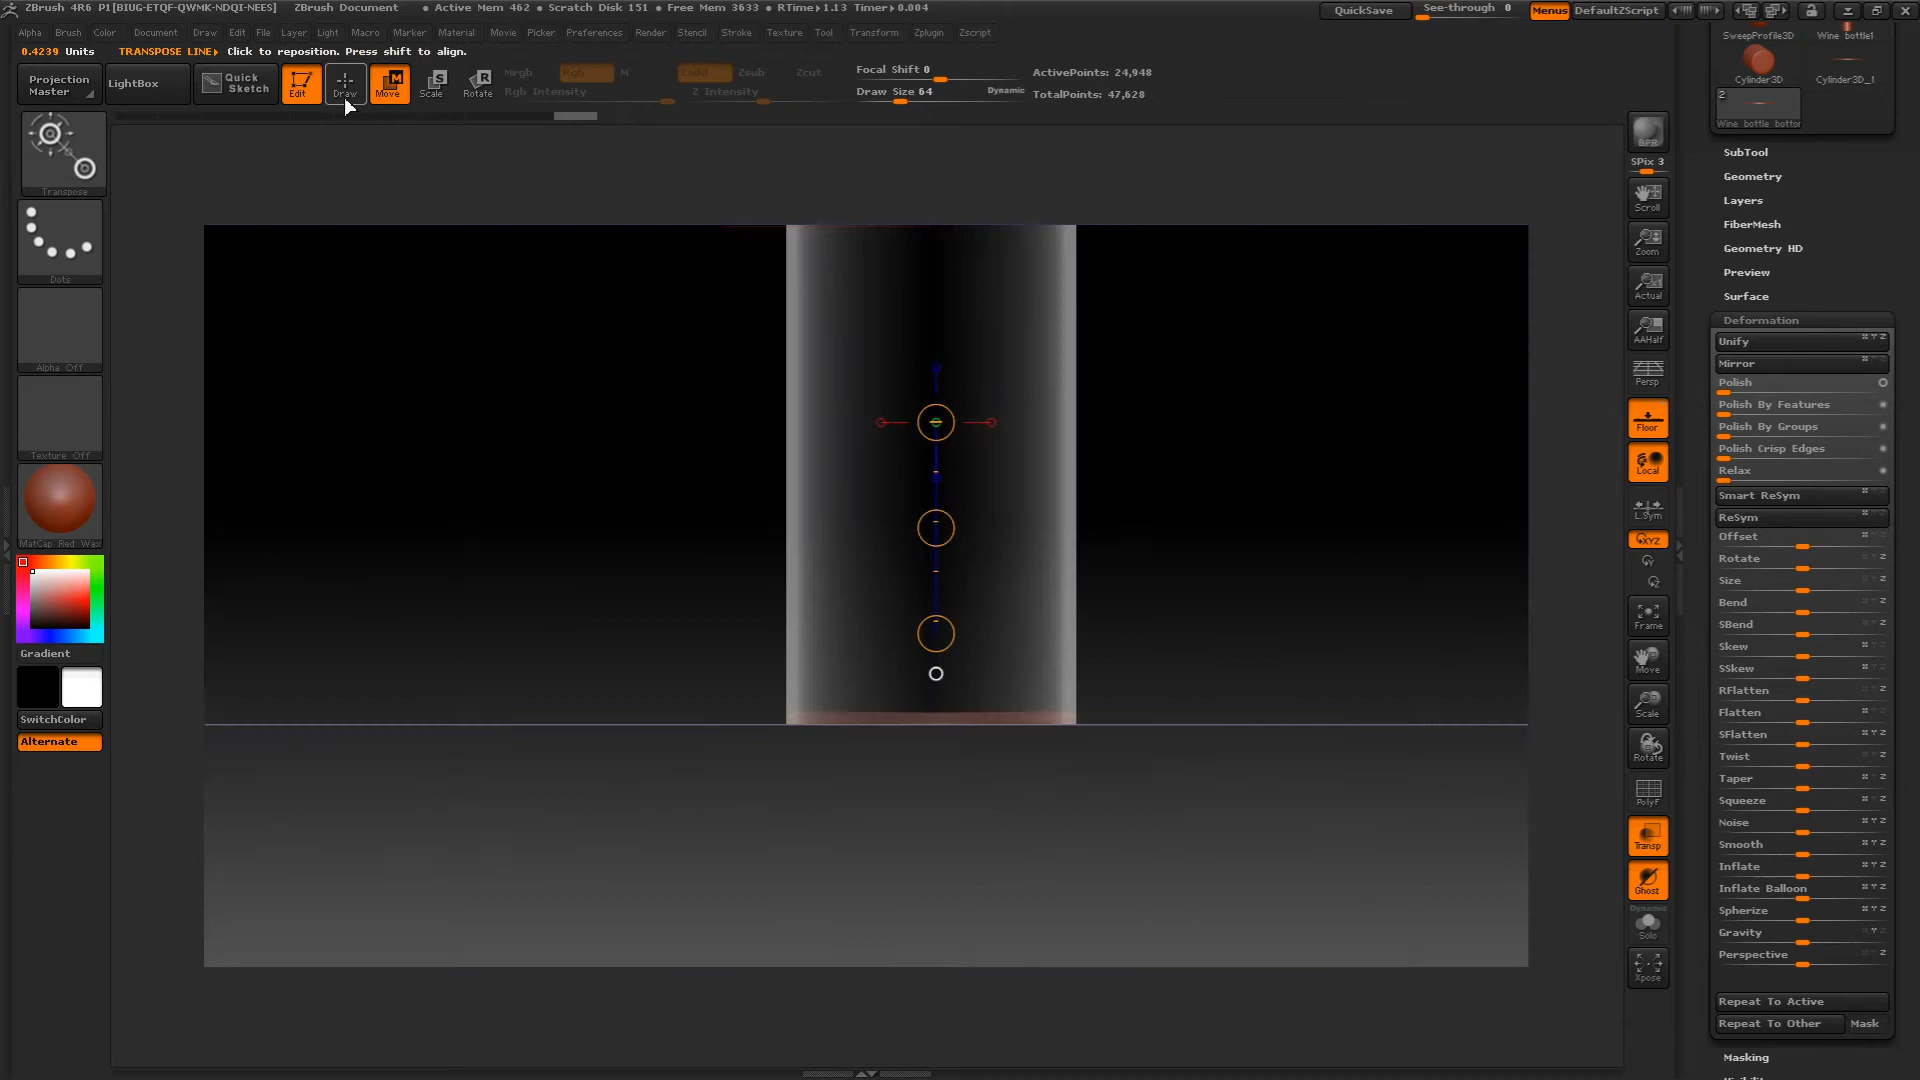 ZBrush 4R6 P1[BIUG-ETQF-QWMK-NDQI-NEES] ZBrush Document • Active Mem 462 • Scratch Disk 151 • Free Mem 3633 • RTime▸1.13 Timer▸0.004 QuickSave See-through 0 Menus DefaultZScript
Alpha Brush Color Document Draw Edit File Layer Light Macro Marker Material Movie Picker Preferences Render Stencil Stroke Texture Tool Transform Zplugin Zscript
0.4239 Units TRANSPOSE LINE▸ Click to reposition. Press shift to align.
Projection Master
LightBox
Quick Sketch
Edit
Draw
Move
Scale
Rotate
Mrgb Rgb M
Rgb Intensity
Zadd Zsub Zcut
Z Intensity
Focal Shift 0
Draw Size 64 Dynamic
ActivePoints: 24,948
TotalPoints: 47,628
Transpose
Dots
Alpha Off
Texture Off
MatCap Red Wax
Gradient
SwitchColor
Alternate
BPR
SPix 3
Scroll
Zoom
Actual
AAHalf
Persp
Floor
Local
L.Sym
XYZ
Y
Z
Frame
Move
Scale
Rotate
PolyF
Transp
Ghost
Dynamic
Solo
Xpose
SweepProfile3D Wine bottle1
Cylinder3D Cylinder3D_1
2
Wine bottle bottor
SubTool
Geometry
Layers
FiberMesh
Geometry HD
Preview
Surface
Deformation
Unify
Mirror
Polish
Polish By Features
Polish By Groups
Polish Crisp Edges
Relax
Smart ReSym
ReSym
Offset
Rotate
Size
Bend
SBend
Skew
SSkew
RFlatten
Flatten
SFlatten
Twist
Taper
Squeeze
Noise
Smooth
Inflate
Inflate Balloon
Spherize
Gravity
Perspective
Repeat To Active
Repeat To Other Mask
Masking